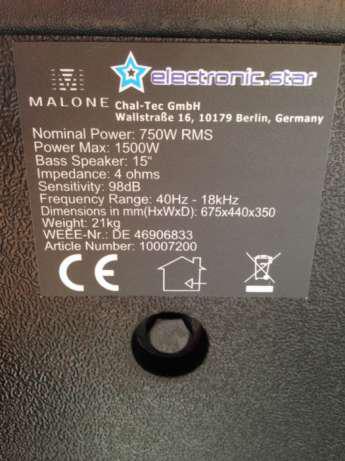 electronic.star
MALONE Chal-Tec GmbH
Wallstraße 16, 10179 Berlin, Germany
Nominal Power: 750W RMS
Power Max: 1500W
Bass Speaker: 15"
Impedance: 4 ohms
Sensitivity: 98dB
Frequency Range: 40Hz - 18kHz
Dimensions in mm(HxWxD): 675x440x350
Weight: 21kg
WEEE-Nr.: DE 46906833
Article Number: 10007200
CE